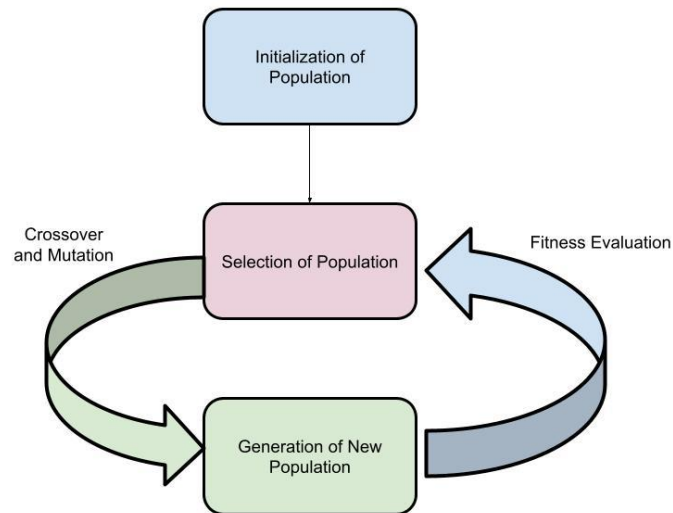 Initialization of
Population
Crossover
and Mutation
Selection of Population
Fitness Evaluation
Generation of New
Population